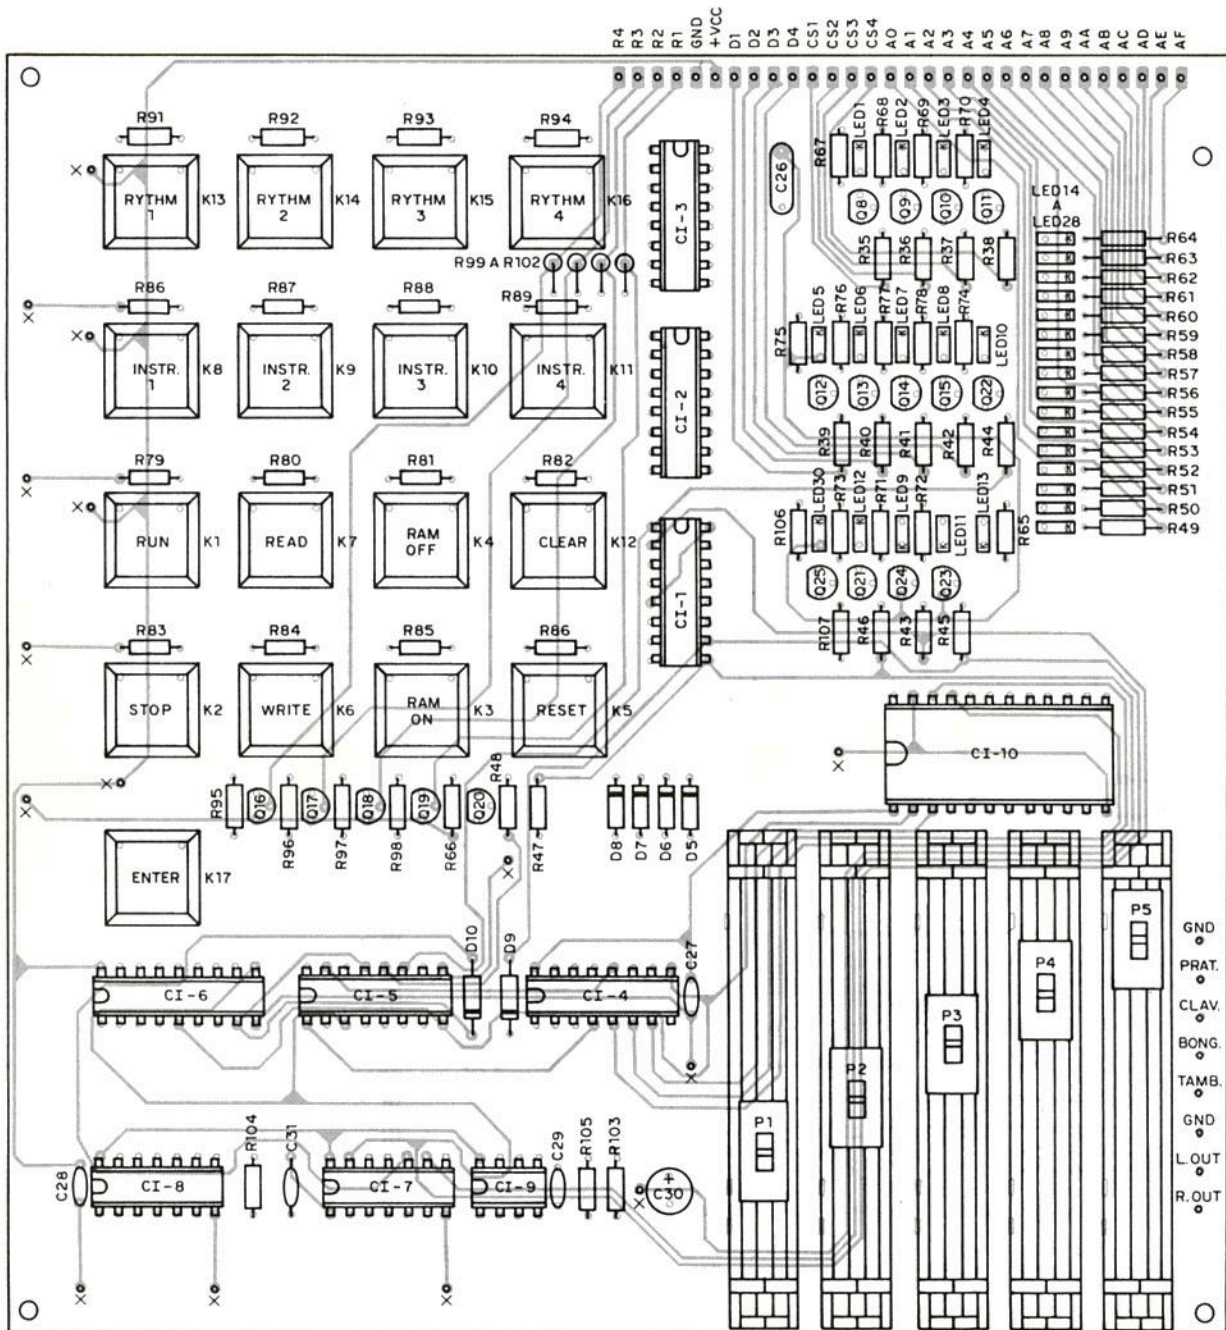 R4 R3 R2 R1 GND +VCC D1 D2 D3 D4 CS1 CS2 CS3 CS4 A0 A1 A2 A3 A4 A5 A6 A7 A8 A9 AA AB AC AD AE AF
R91 R92 R93 R94
X
RYTHM 1 K13
RYTHM 2 K14
RYTHM 3 K15
RYTHM 4 K16
R99 A R102
R86 R87 R88 R89
X
X
INSTR. 1 K8
INSTR. 2 K9
INSTR. 3 K10
INSTR. 4 K11
R79 R80 R81 R82
X
X
RUN K1
READ K7
RAM OFF K4
CLEAR K12
R83 R84 R85 R86
X
STOP K2
WRITE K6
RAM ON K3
RESET K5
X
X
R95 Q16 R96 Q17 R97 Q18 R98 Q19 R66 Q20 R48 R47
X
D8 D7 D6 D5
ENTER K17
CI-3
CI-2
CI-1
C26
R67 LED1 R68 LED2 R69 LED3 R70 LED4
K K K K
Q8 Q9 Q10 Q11
R35 R36 R37 R38
R75 LED5 R76 LED6 R77 LED7 R78 LED8 R74 LED10
K K K K K
Q12 Q13 Q14 Q15 Q22
R39 R40 R41 R42 R44
R106 LED30 R73 LED12 R71 LED9 R72 LED11 LED13 R65
K K K K K
Q25 Q21 Q24 Q23
R107 R46 R43 R45
LED14
A
LED28
K R64
K R63
K R62
K R61
K R60
K R59
K R58
K R57
K R56
K R55
K R54
K R53
K R52
K R51
K R50
K R49
CI-10
X
D10 D9 C27
CI-6 CI-5 CI-4
X
R104 C31 C29 R105 R103
C28 CI-8 CI-7 CI-9
+
C30
X
X X X
P1
P2
P3
P4
P5
GND
PRAT.
CLAV.
BONG.
TAMB.
GND
L.OUT
R.OUT